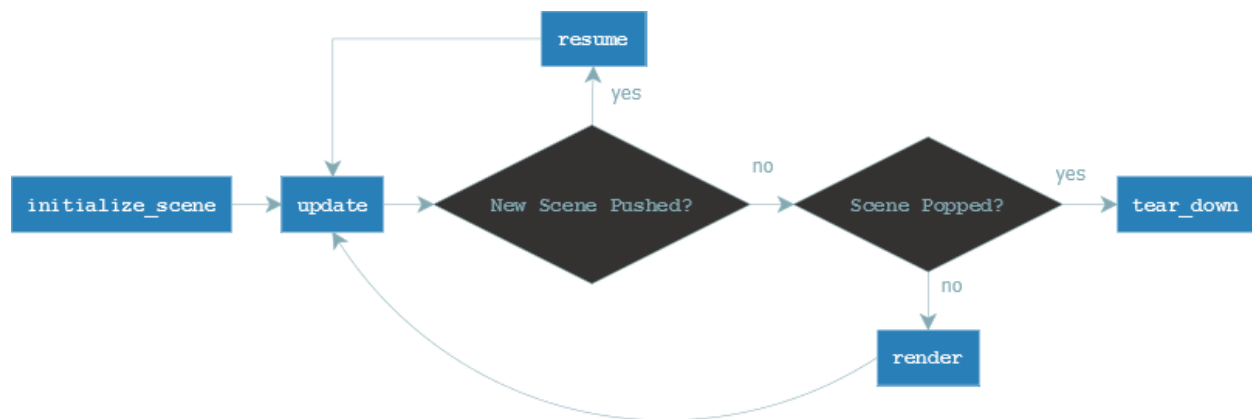 resume
yes
initialize_scene
update
New Scene Pushed?
no
Scene Popped?
yes
tear_down
no
render